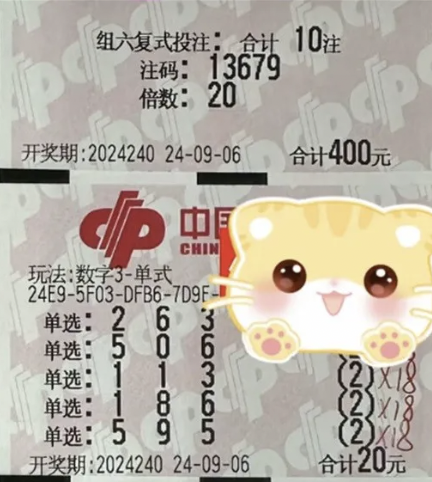 组六复式投注: 合计 10注
注码: 13679
倍数: 20
开奖期:2024240 24-09-06 合计400元
中国
CHIN
玩法:数字3-单式
24E9-5F03-DFB6-7D9E-
单选: 2 6 3
单选: 5 0 6
单选: 1 1 3 (2)×18
单选: 1 8 6 (2)×18
单选: 5 9 5 (2)×18
开奖期:2024240 24-09-06 合计20元